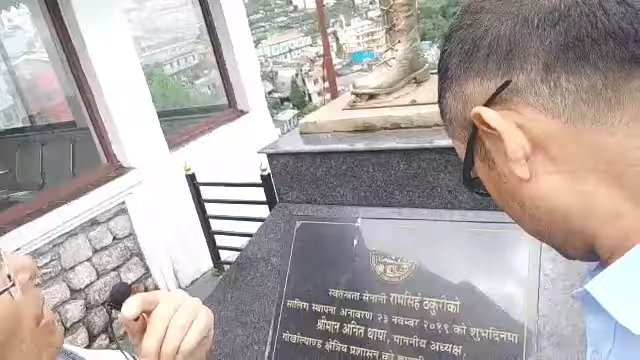 स्वतन्त्रता सेनानी रामसिंह ठकुरीको
सालिग स्थापना अनावरण २३ नवम्बर २०१९ को शुभदिनमा
श्रीमान अनित थापा, माननीय अध्यक्ष,
गोर्खाल्याण्ड क्षेत्रिय प्रशासन को